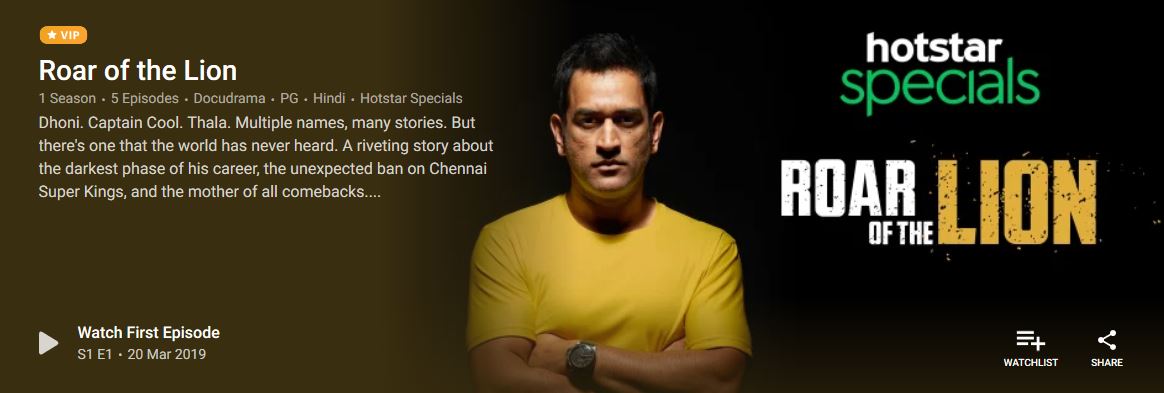 VIP
Roar of the Lion
1 Season • 5 Episodes • Docudrama • PG • Hindi • Hotstar Specials
Dhoni. Captain Cool. Thala. Multiple names, many stories. But
there's one that the world has never heard. A riveting story about
the darkest phase of his career, the unexpected ban on Chennai
Super Kings, and the mother of all comebacks....
Watch First Episode
S1 E1 • 20 Mar 2019
hotstar
specials
ROAR
OF THE LION
WATCHLIST
SHARE